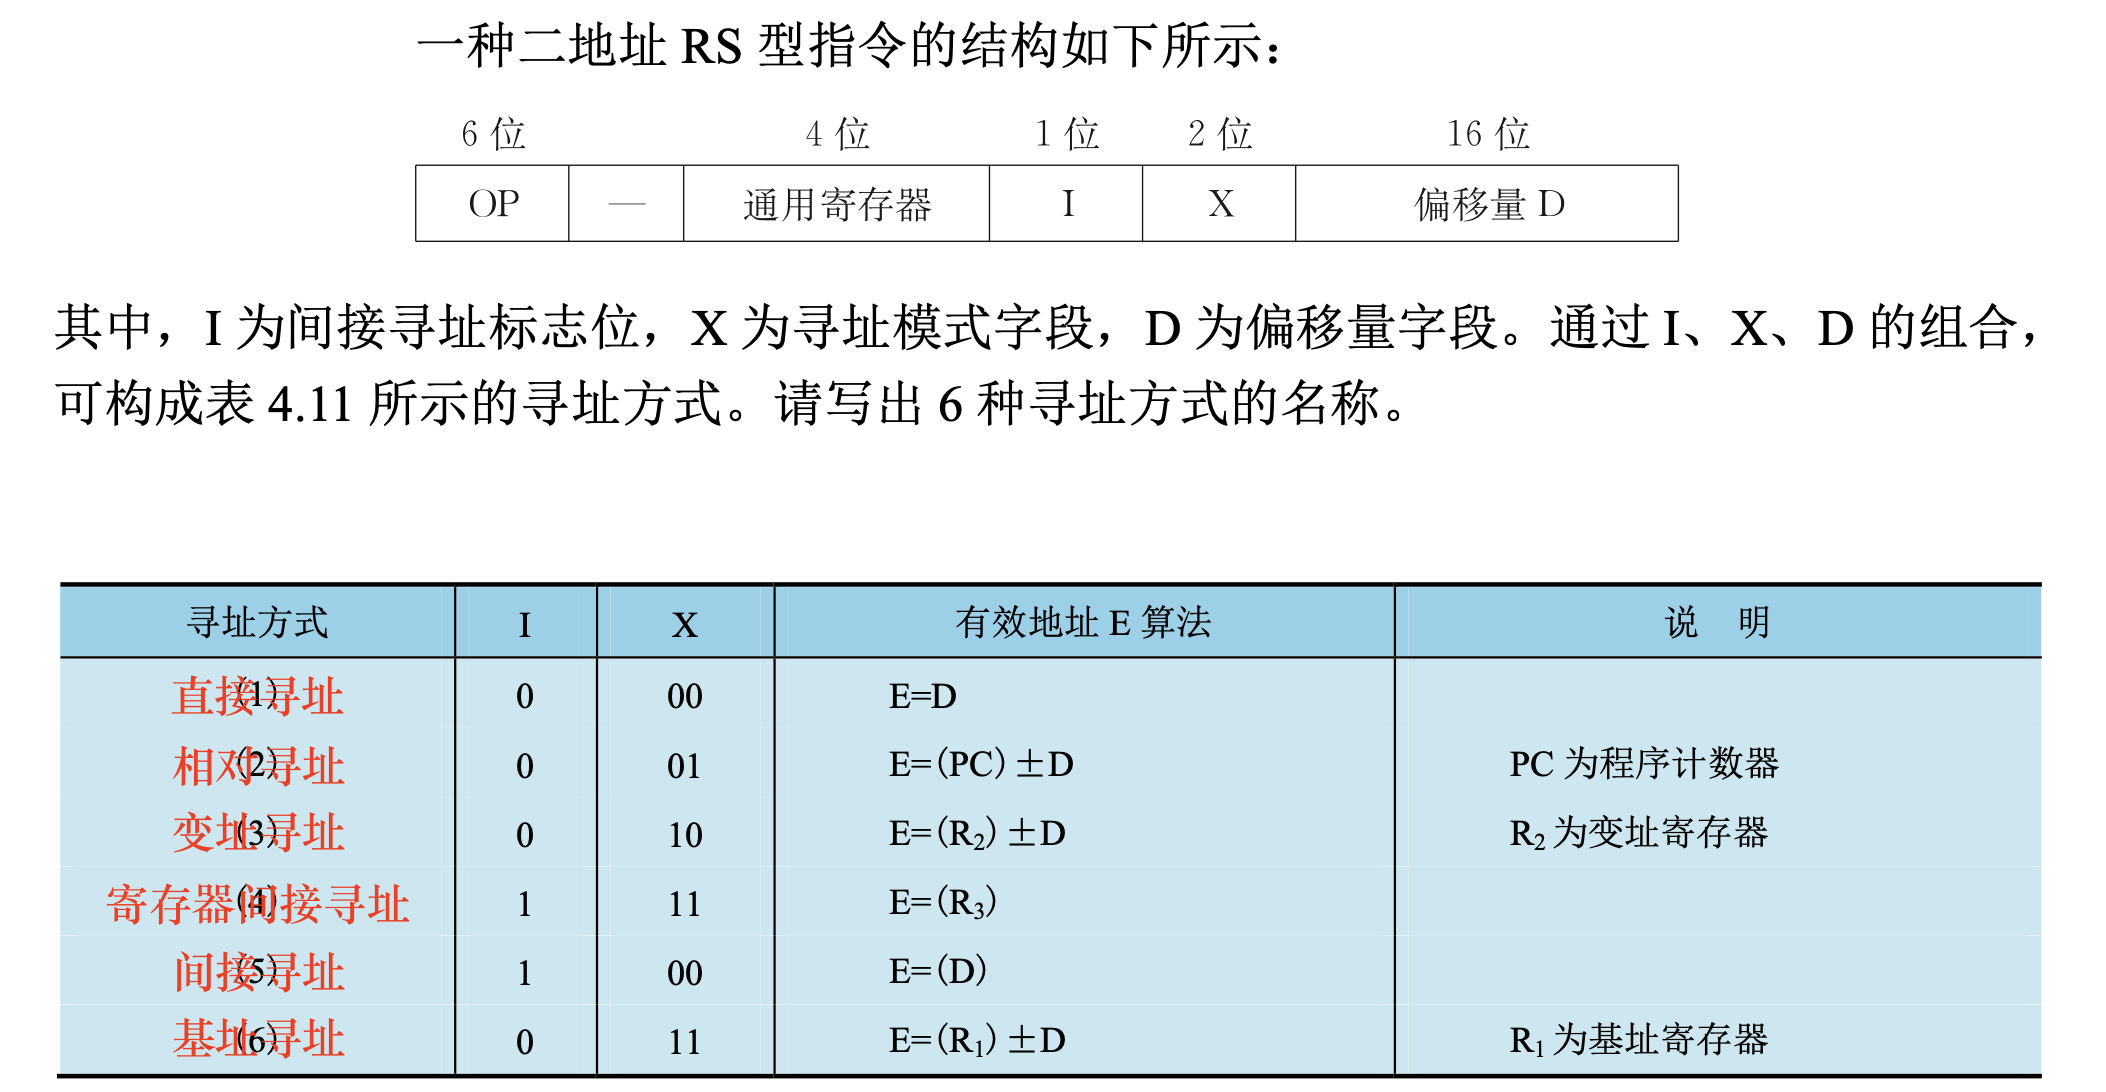 一种二地址 RS 型指令的结构如下所示：
6 位 4 位 1 位 2 位 16 位
OP — 通用寄存器 I X 偏移量 D
其中，I 为间接寻址标志位，X 为寻址模式字段，D 为偏移量字段。通过 I、X、D 的组合，
可构成表 4.11 所示的寻址方式。请写出 6 种寻址方式的名称。
寻址方式 I X 有效地址 E 算法 说 明
(1) 直接寻址 0 00 E=D
(2) 相对寻址 0 01 E=(PC)±D PC 为程序计数器
(3) 变址寻址 0 10 E=(R₂)±D R₂ 为变址寄存器
(4) 寄存器间接寻址 1 11 E=(R₃)
(5) 间接寻址 1 00 E=(D)
(6) 基址寻址 0 11 E=(R₁)±D R₁ 为基址寄存器